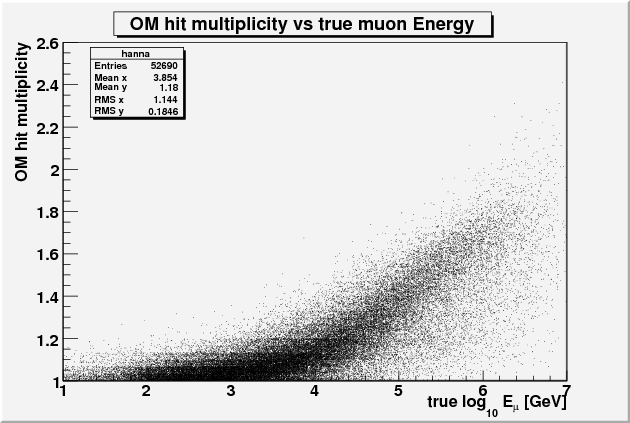 OM hit multiplicity vs true muon Energy
hanna
Entries 52690
Mean x 3.854
Mean y 1.18
RMS x 1.144
RMS y 0.1846
OM hit multiplicity
2.6
2.4
2.2
2
1.8
1.6
1.4
1.2
1
1 2 3 4 5 6 7
true log10 Eμ [GeV]